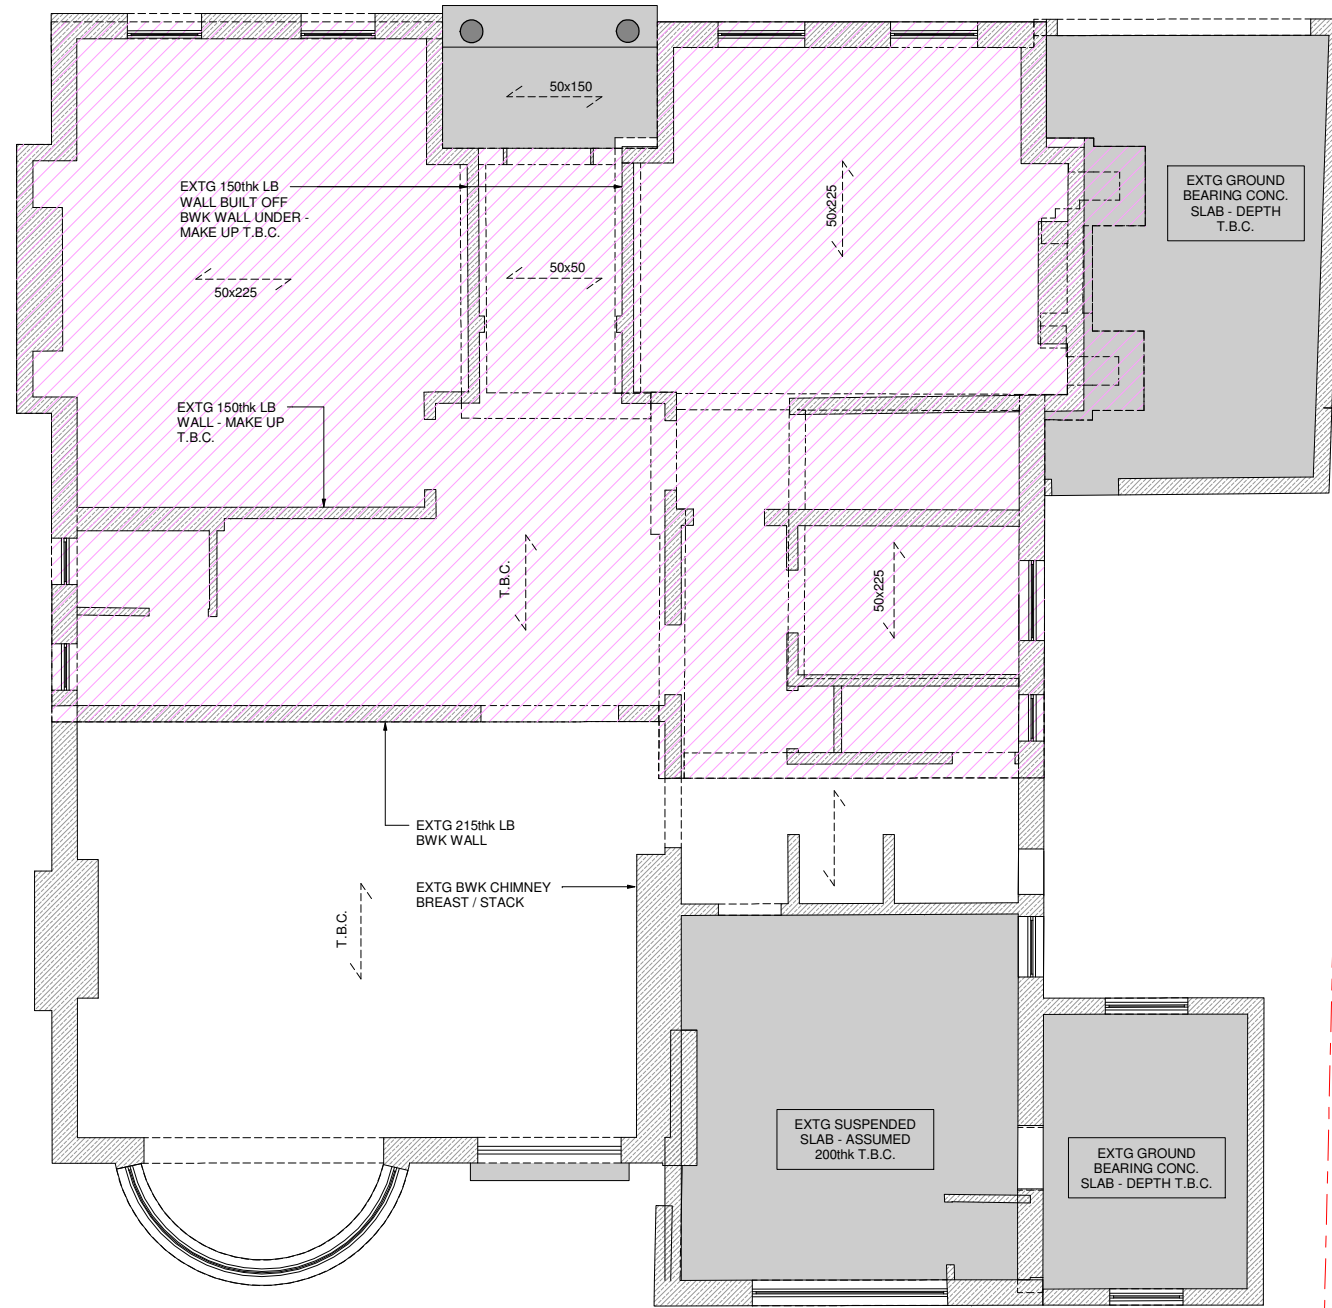 50x150
EXTG 150thk LB
WALL BUILT OFF
BWK WALL UNDER -
MAKE UP T.B.C.
50x225
EXTG GROUND
BEARING CONC.
SLAB - DEPTH
T.B.C.
50x50
50x225
EXTG 150thk LB
WALL - MAKE UP
T.B.C.
T.B.C.
50x225
EXTG 215thk LB
BWK WALL
EXTG BWK CHIMNEY
BREAST / STACK
T.B.C.
EXTG SUSPENDED
SLAB - ASSUMED
200thk T.B.C.
EXTG GROUND
BEARING CONC.
SLAB - DEPTH T.B.C.